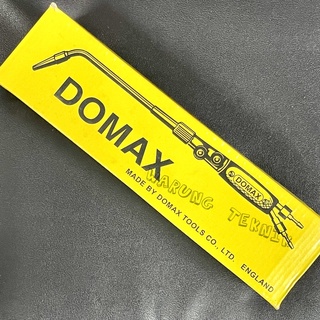 DOMAX
DOMAX
WARUNG TEKNIK
MADE BY DOMAX TOOLS CO., LTD. ENGLAND